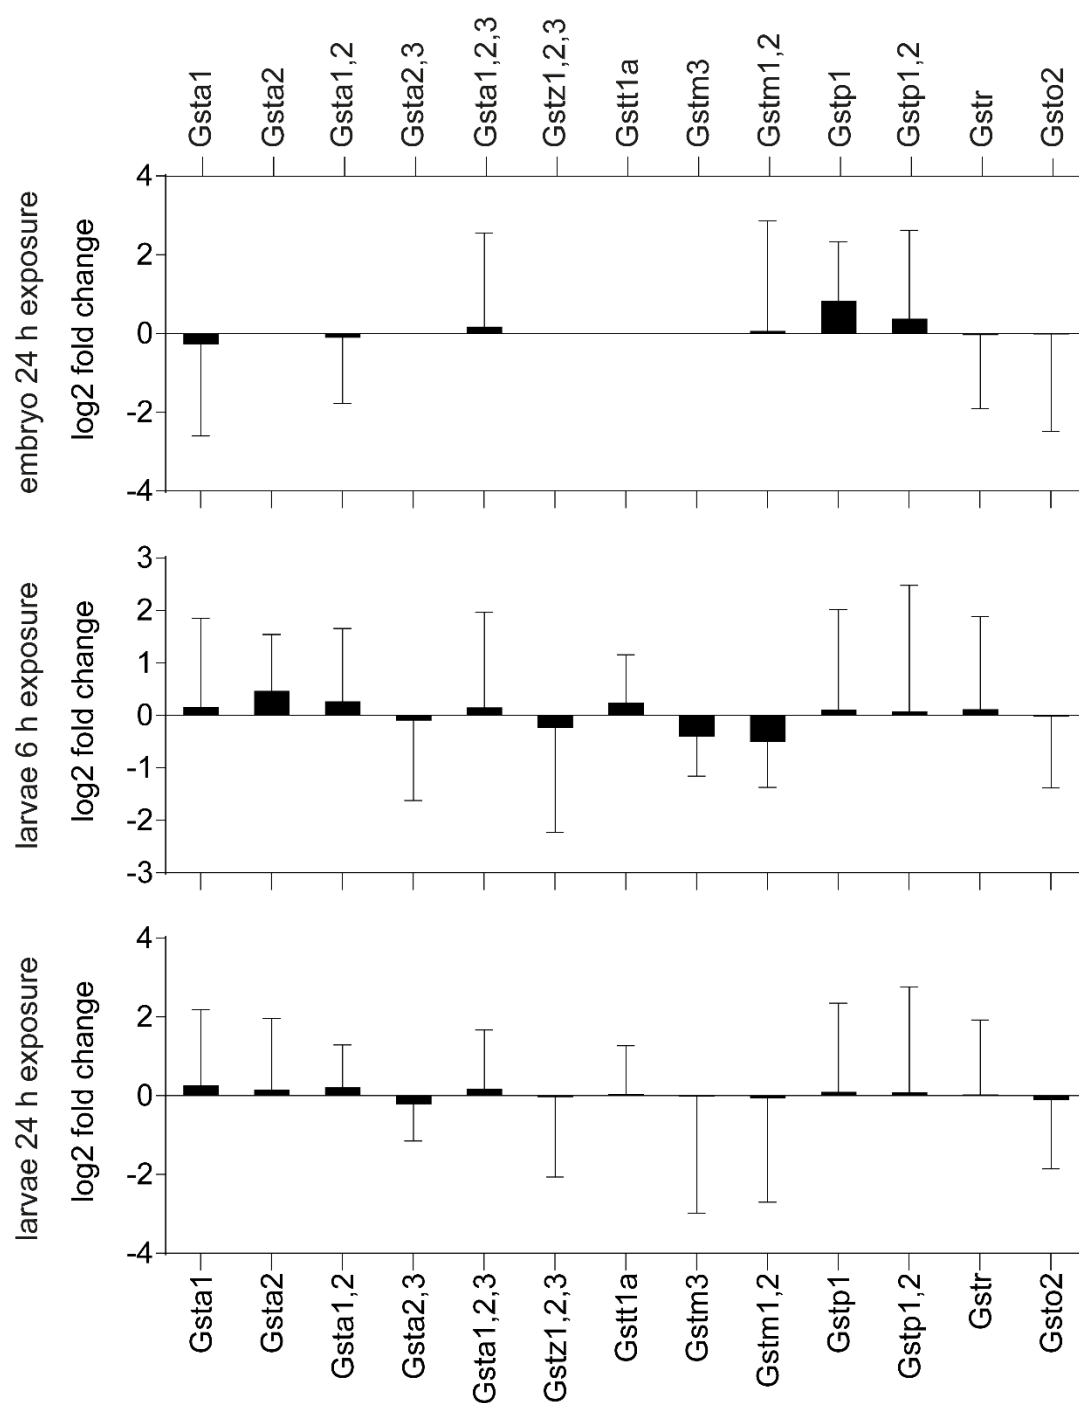 Gsta1
Gsta2
Gsta1,2
Gsta2,3
Gsta1,2,3
Gstz1,2,3
Gstt1a
Gstm3
Gstm1,2
Gstp1
Gstp1,2
Gstr
Gsto2
embryo 24 h exposure
log2 fold change
4
2
0
-2
-4
larvae 6 h exposure
log2 fold change
3
2
1
0
-1
-2
-3
larvae 24 h exposure
log2 fold change
4
2
0
-2
-4
Gsta1
Gsta2
Gsta1,2
Gsta2,3
Gsta1,2,3
Gstz1,2,3
Gstt1a
Gstm3
Gstm1,2
Gstp1
Gstp1,2
Gstr
Gsto2